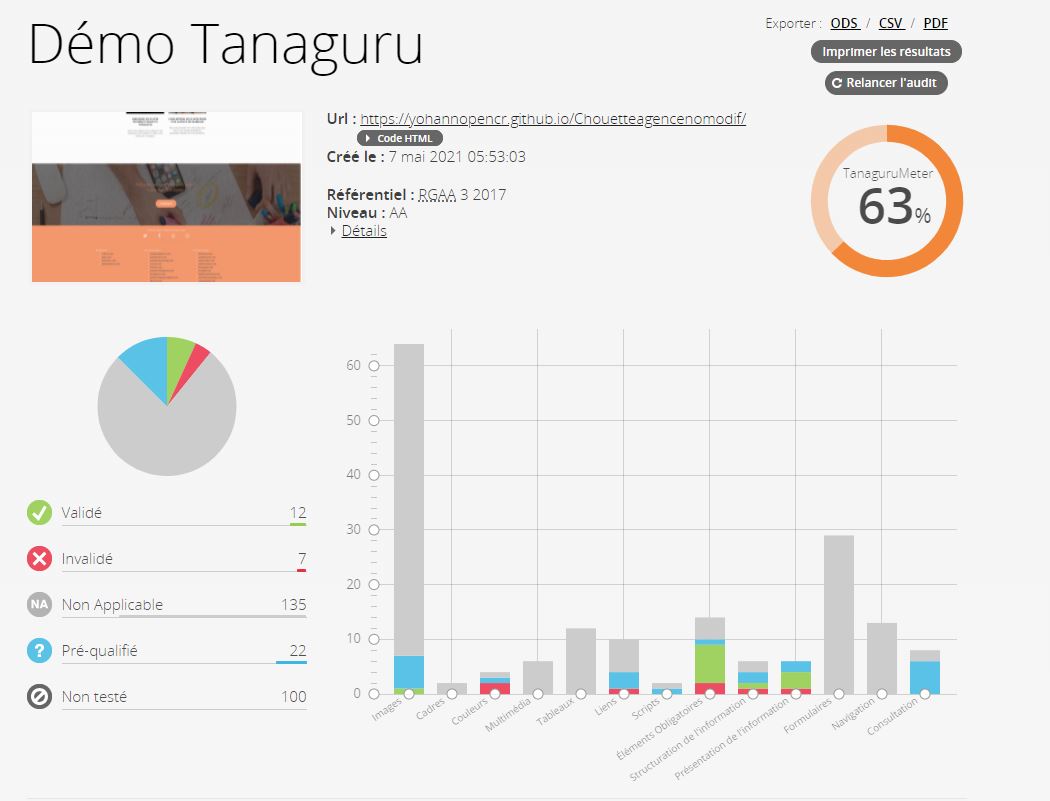 Démo Tanaguru
Exporter : ODS / CSV / PDF
Imprimer les résultats
Relancer l'audit
Url : https://yohannopencr.github.io/Chouetteagencenomodif/
Code HTML
Créé le : 7 mai 2021 05:53:03
Référentiel : RGAA 3 2017
Niveau : AA
Détails
TanaguruMeter
63%
Validé 12
Invalidé 7
NA Non Applicable 135
? Pré-qualifié 22
Non testé 100
60
50
40
30
20
10
0
Images
Cadres
Couleurs
Multimédia
Tableaux
Liens
Scripts
Éléments Obligatoires
Structuration de l'information
Présentation de l'information
Formulaires
Navigation
Consultation